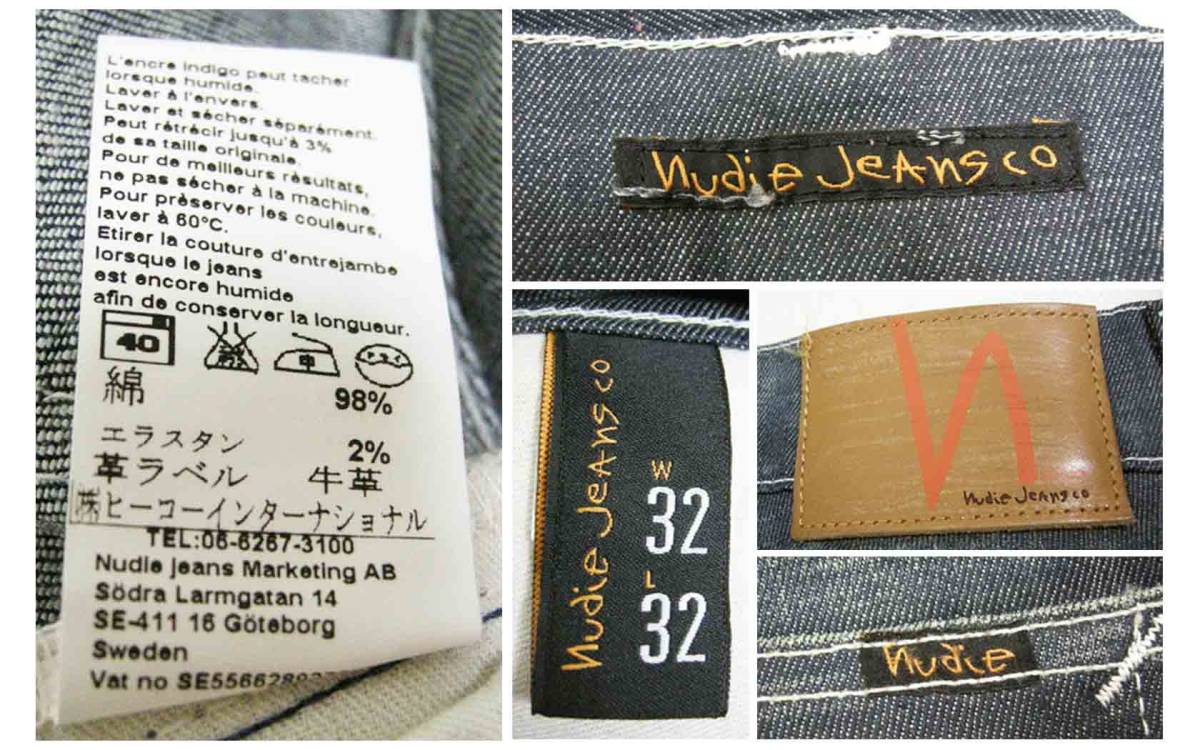 L'encre indigo peut tacher
lorsque humide.
Laver à l'envers.
Laver et sécher séparément.
Peut rétrécir jusqu'à 3%
de sa taille originale.
Pour de meilleurs résultats,
ne pas sécher à la machine.
Pour préserver les couleurs,
laver à 60°C.
Etirer la couture d'entrejambe
lorsque le jeans
est encore humide
afin de conserver la longueur.
40 中
綿 98%
エラスタン 2%
革ラベル 牛革
㈱ヒーコーインターナショナル
TEL:06-6267-3100
Nudie jeans Marketing AB
Södra Larmgatan 14
SE-411 16 Göteborg
Sweden
Vat no
Nudie Jeans co
Nudie Jeans co
W
32
L
32
N
Nudie Jeans co
Nudie